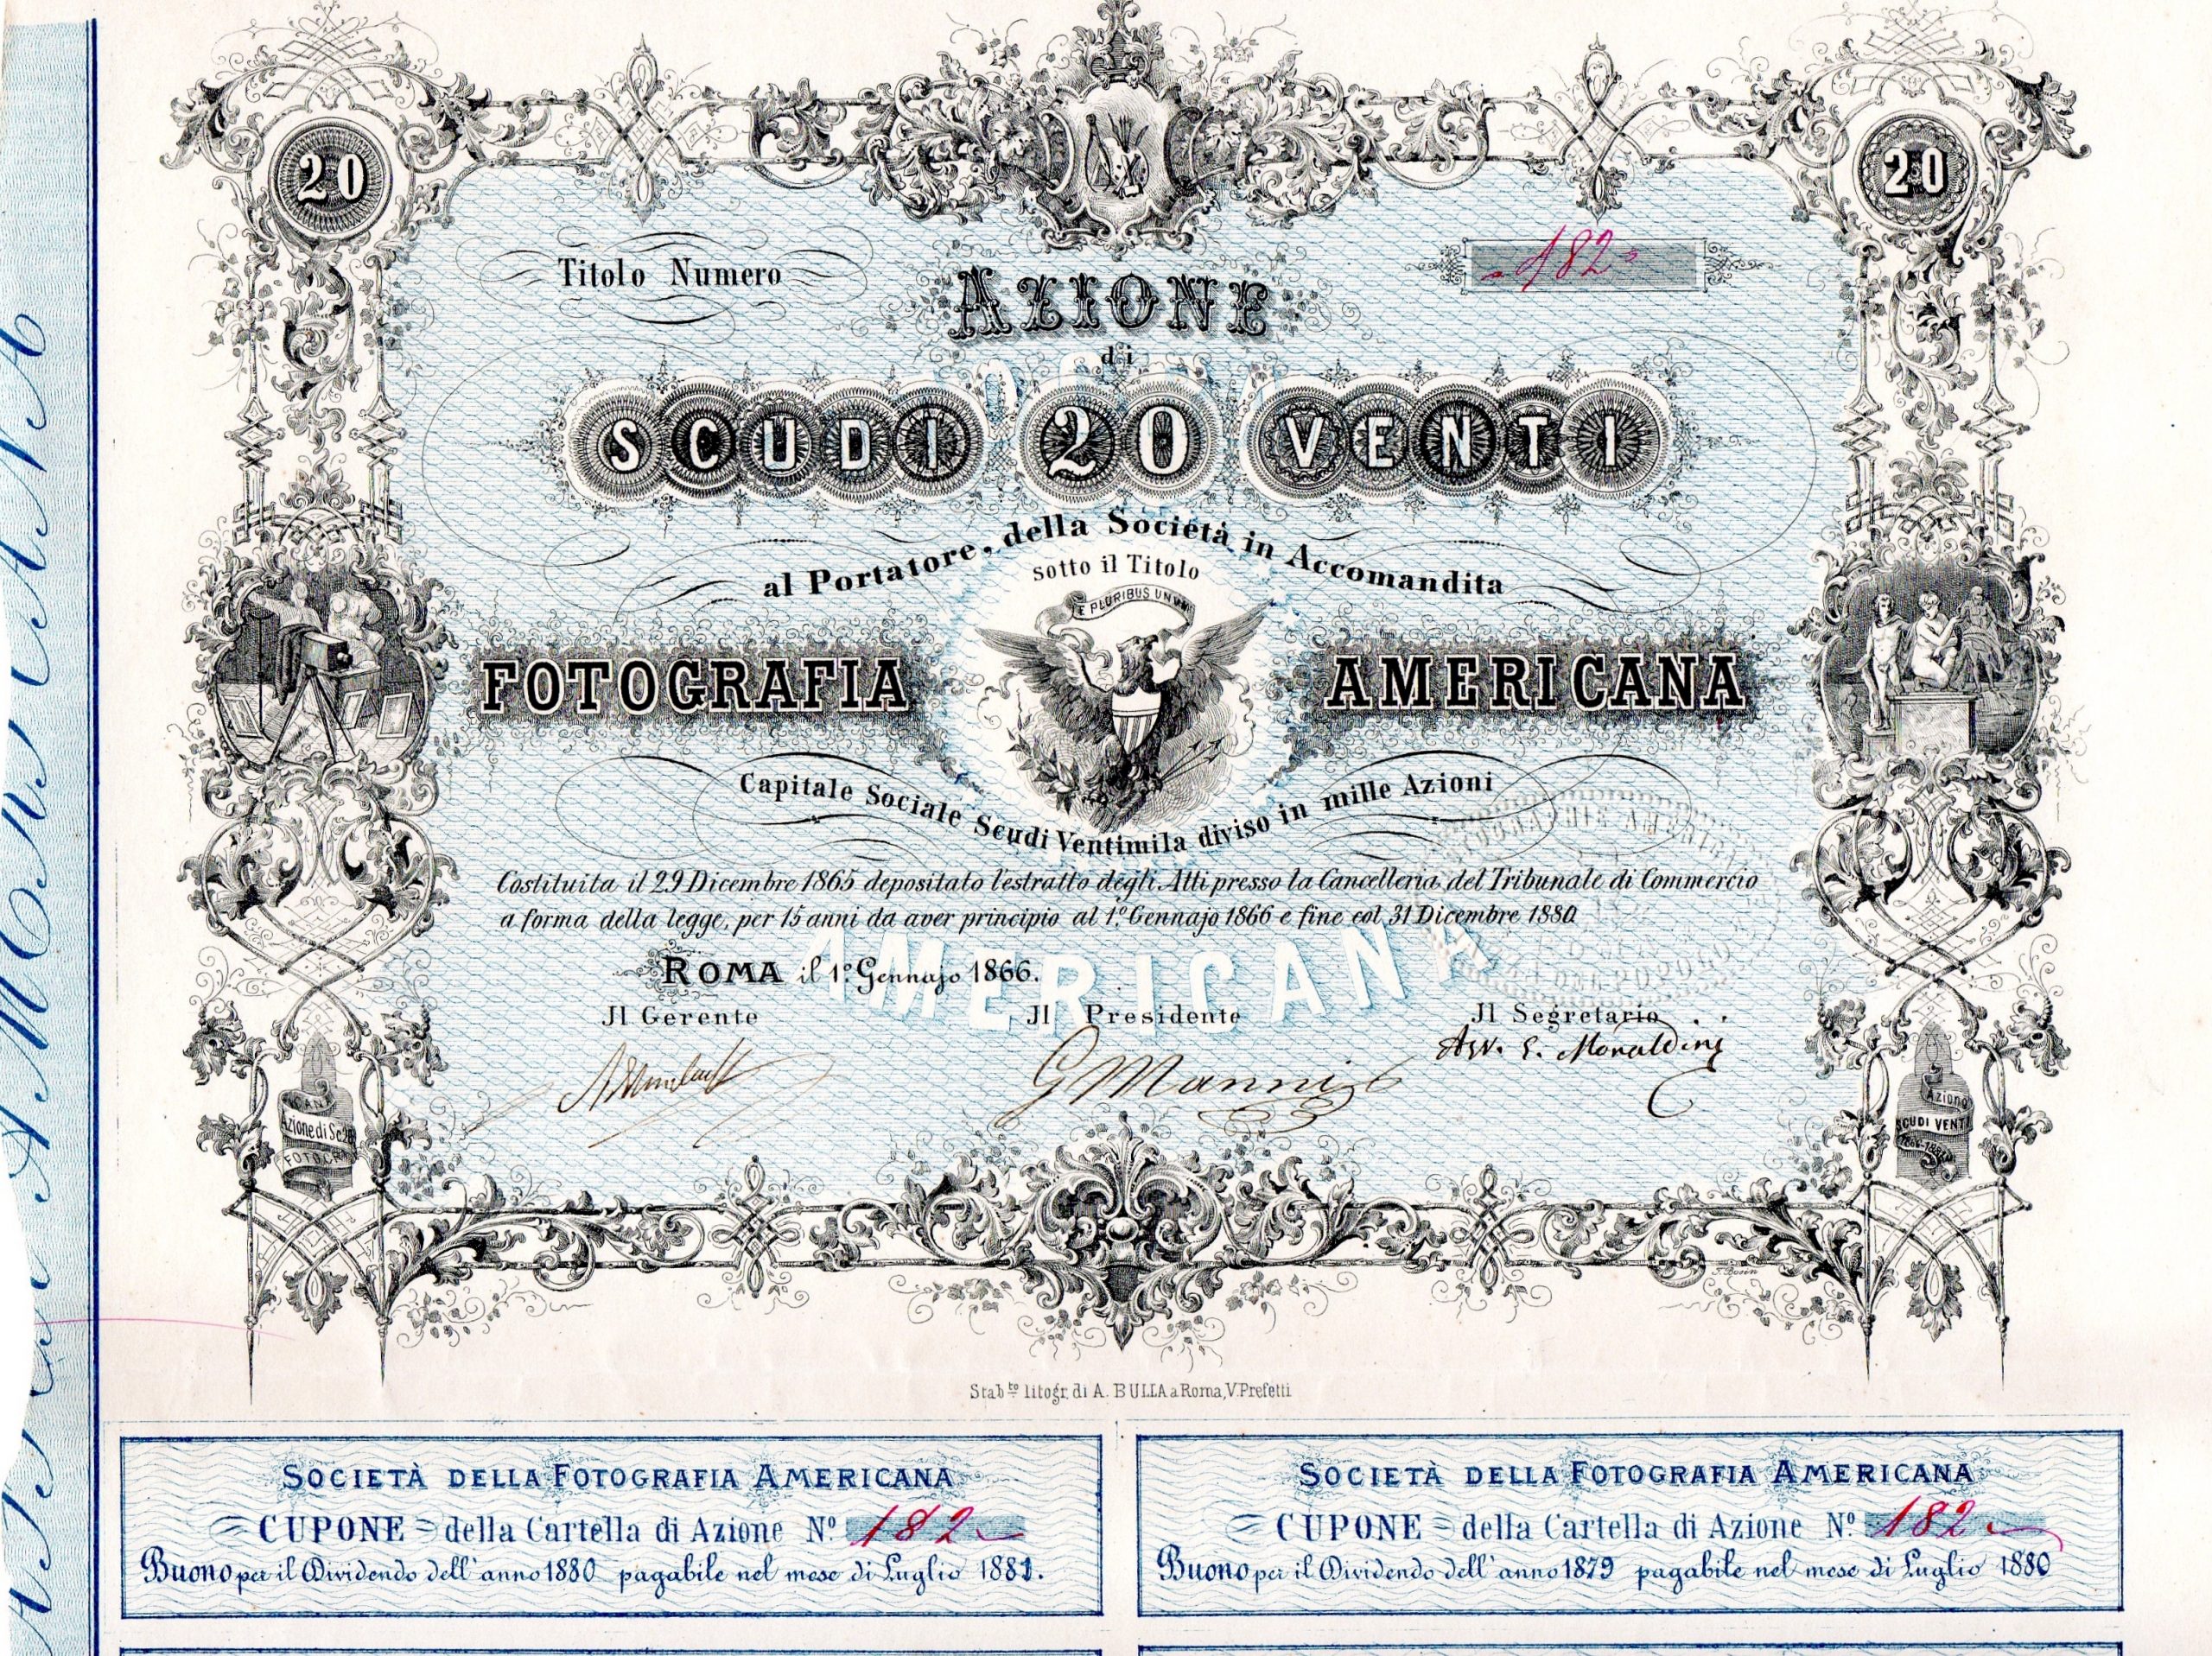 20
20
Titolo Numero
182
AZIONE
di
SCUDI 20 VENTI
al Portatore, della Società in Accomandita
sotto il Titolo
E PLURIBUS UNUM
FOTOGRAFIA AMERICANA
Capitale Sociale Scudi Ventimila diviso in mille Azioni
Costituita il 29 Dicembre 1865 depositato l'estratto degli Atti presso la Cancelleria del Tribunale di Commercio
a forma della legge, per 15 anni da aver principio al 1º Gennajo 1866 e fine col 31 Dicembre 1880
AMERICANA
ROMA il 1º Gennajo 1866.
Jl Gerente Jl Presidente Jl Segretario
G Manni
Avv. E. Monaldini
CANA
Azione di Sc 20
FOTOGR
Azione
SCUDI VENTI
Stab.to litogr. di A. BULLA a Roma, V. Prefetti
SOCIETÀ DELLA FOTOGRAFIA AMERICANA
CUPONE della Cartella di Azione Nº 182
Buono per il Dividendo dell'anno 1880 pagabile nel mese di Luglio 1881.
SOCIETÀ DELLA FOTOGRAFIA AMERICANA
CUPONE della Cartella di Azione Nº 182
Buono per il Dividendo dell'anno 1879 pagabile nel mese di Luglio 1880